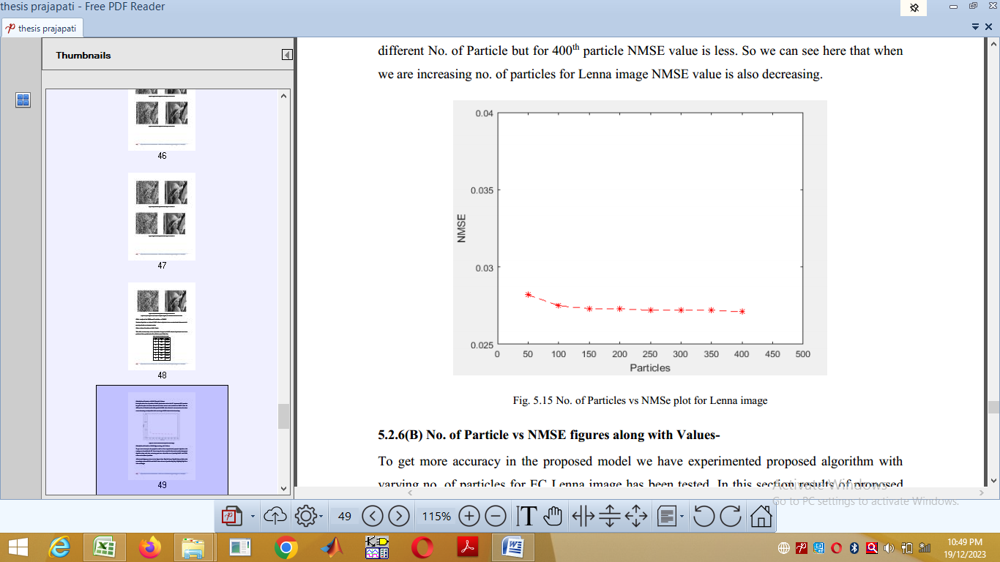 thesis prajapati - Free PDF Reader
thesis prajapati
Thumbnails
46
47
48
49
different No. of Particle but for 400th particle NMSE value is less. So we can see here that when
we are increasing no. of particles for Lenna image NMSE value is also decreasing.
0.04
0.035
0.03
0.025
NMSE
0 50 100 150 200 250 300 350 400 450 500
Particles
Fig. 5.15 No. of Particles vs NMSe plot for Lenna image
5.2.6(B) No. of Particle vs NMSE figures along with Values-
To get more accuracy in the proposed model we have experimented proposed algorithm with
varying no. of particles for FC Lenna image has been tested. In this section results of proposed
Activate Windows
Go to PC settings to activate Windows.
49
115%
10:49 PM
19/12/2023